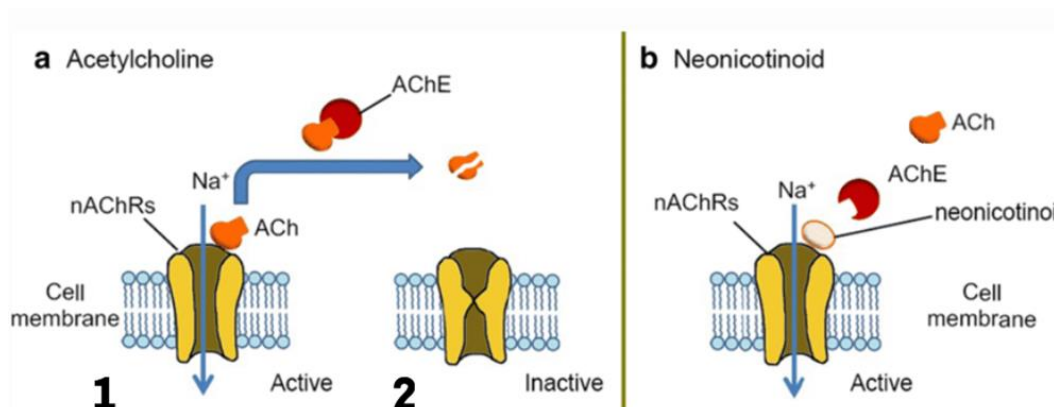 a Acetylcholine
AChE
Na⁺
nAChRs
ACh
Cell
membrane
1
Active
2
Inactive
b Neonicotinoid
ACh
AChE
Na⁺
nAChRs
neonicotinoi
Cell
membrane
Active